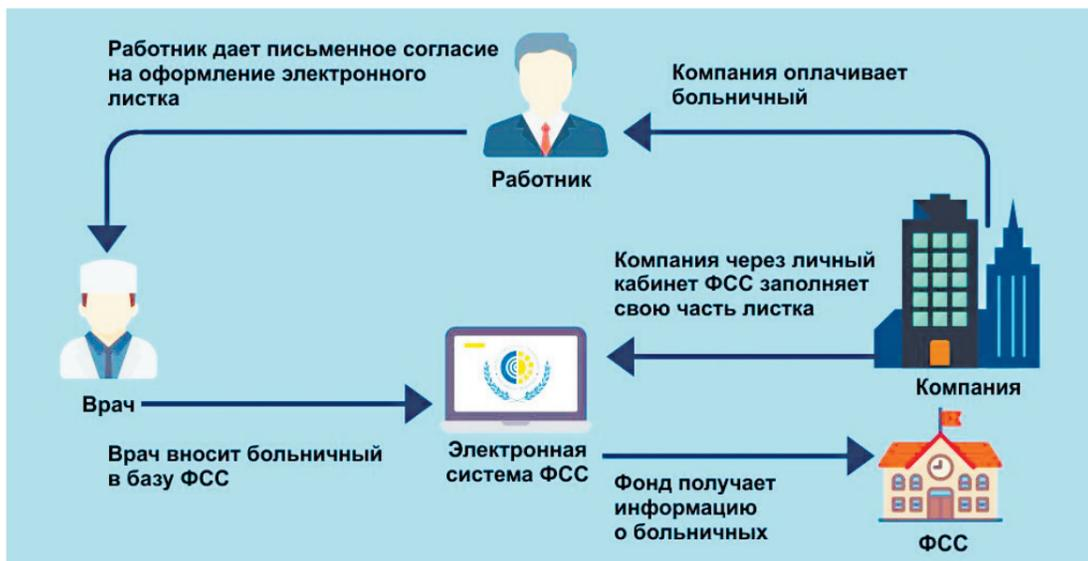 Работник дает письменное согласие
на оформление электронного
листка
Компания оплачивает
больничный
Работник
Компания через личный
кабинет ФСС заполняет
свою часть листка
Компания
Врач
Врач вносит больничный
в базу ФСС
Электронная
система ФСС
Фонд получает
информацию
о больничных
ФСС